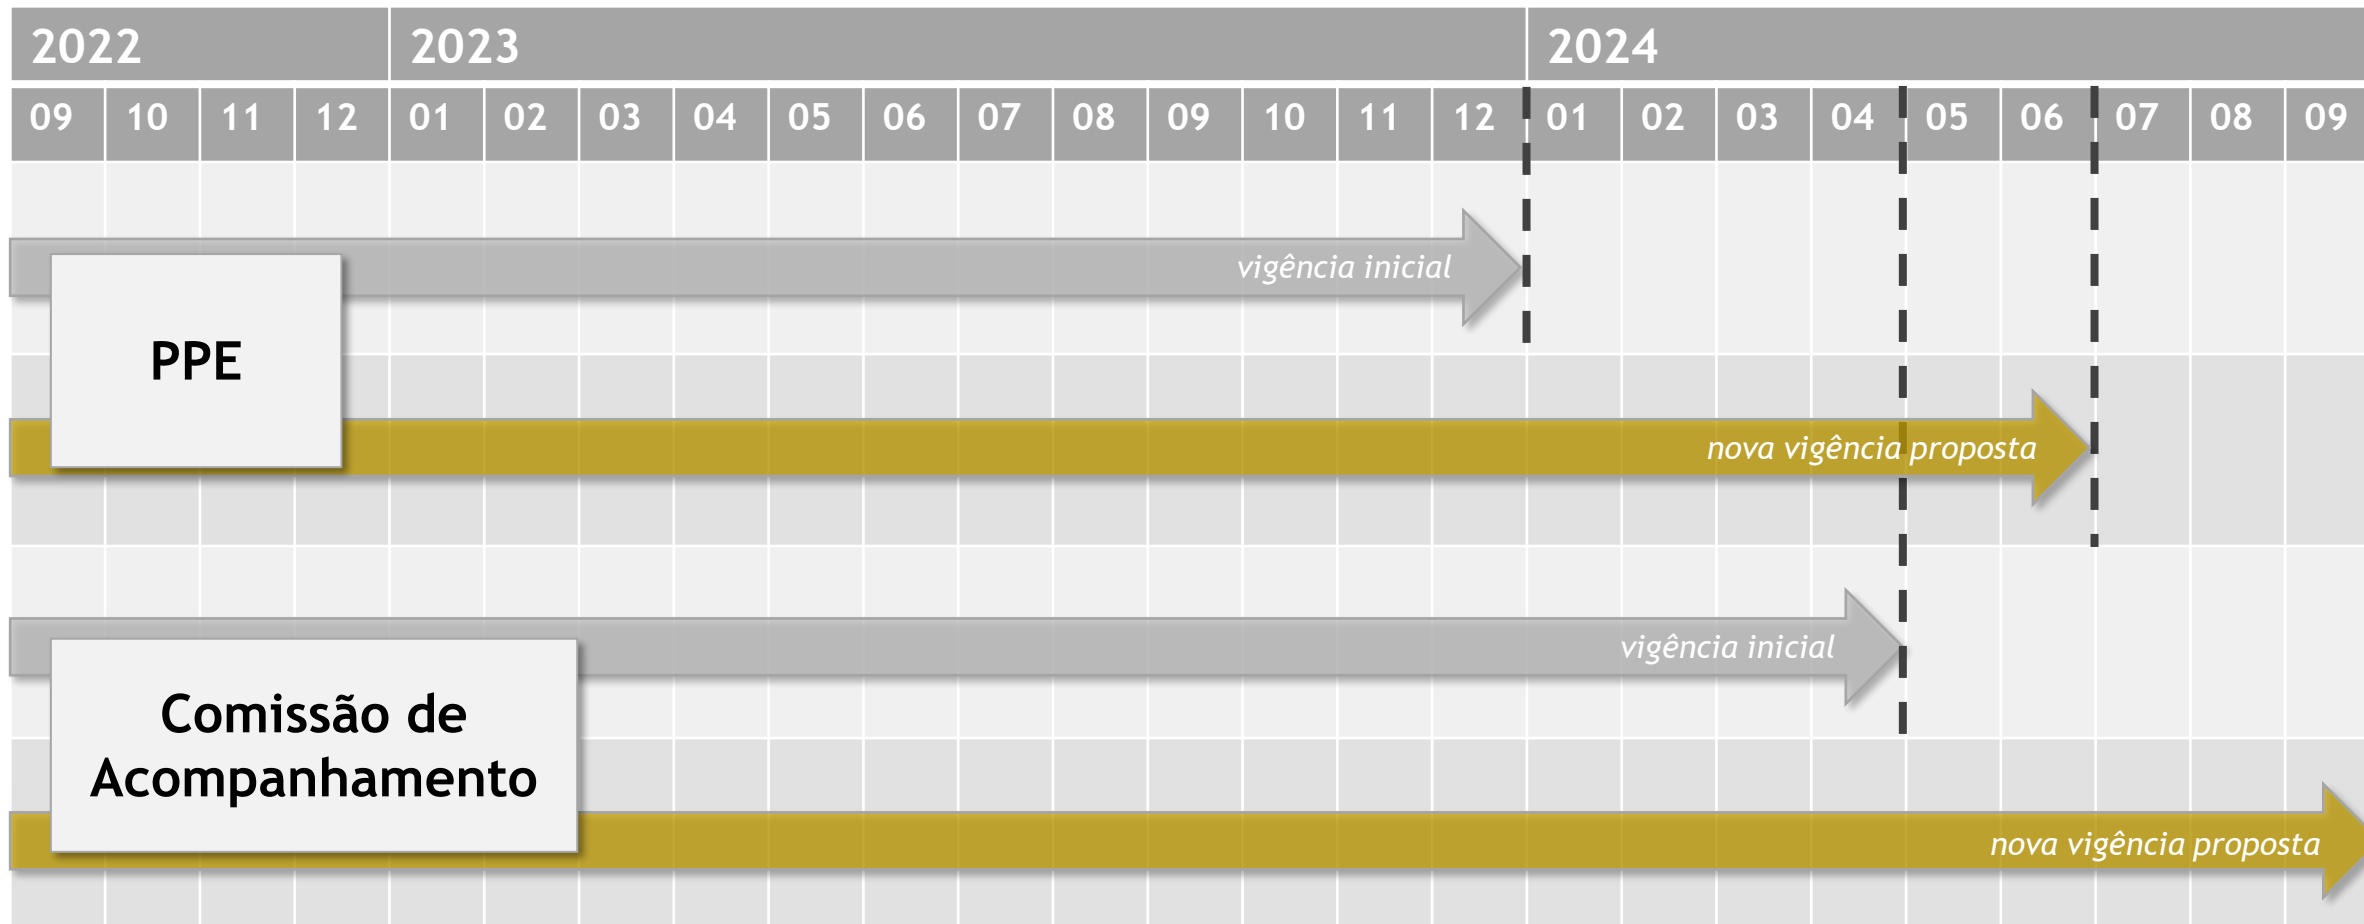 2022 2023 2024
09 10 11 12 01 02 03 04 05 06 07 08 09 10 11 12 01 02 03 04 05 06 07 08 09
vigência inicial
PPE
nova vigência proposta
vigência inicial
Comissão de
Acompanhamento
nova vigência proposta